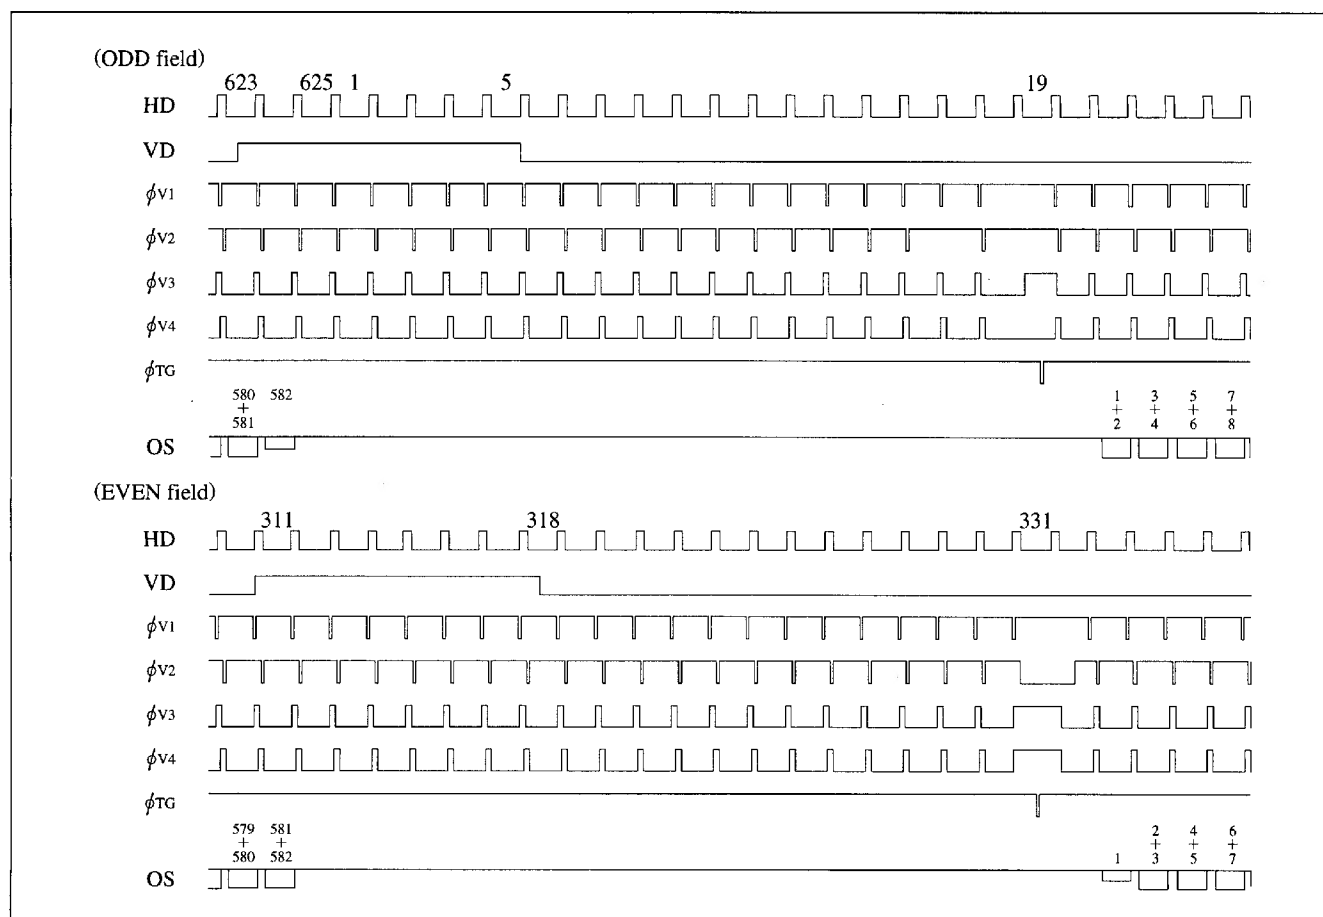 (ODD field)
623 625 1 5 19
HD
VD
ϕV1
ϕV2
ϕV3
ϕV4
ϕTG
580 + 581 582 1 + 2 3 + 4 5 + 6 7 + 8
OS
(EVEN field)
311 318 331
HD
VD
ϕV1
ϕV2
ϕV3
ϕV4
ϕTG
579 + 580 581 + 582 1 2 + 3 4 + 5 6 + 7
OS